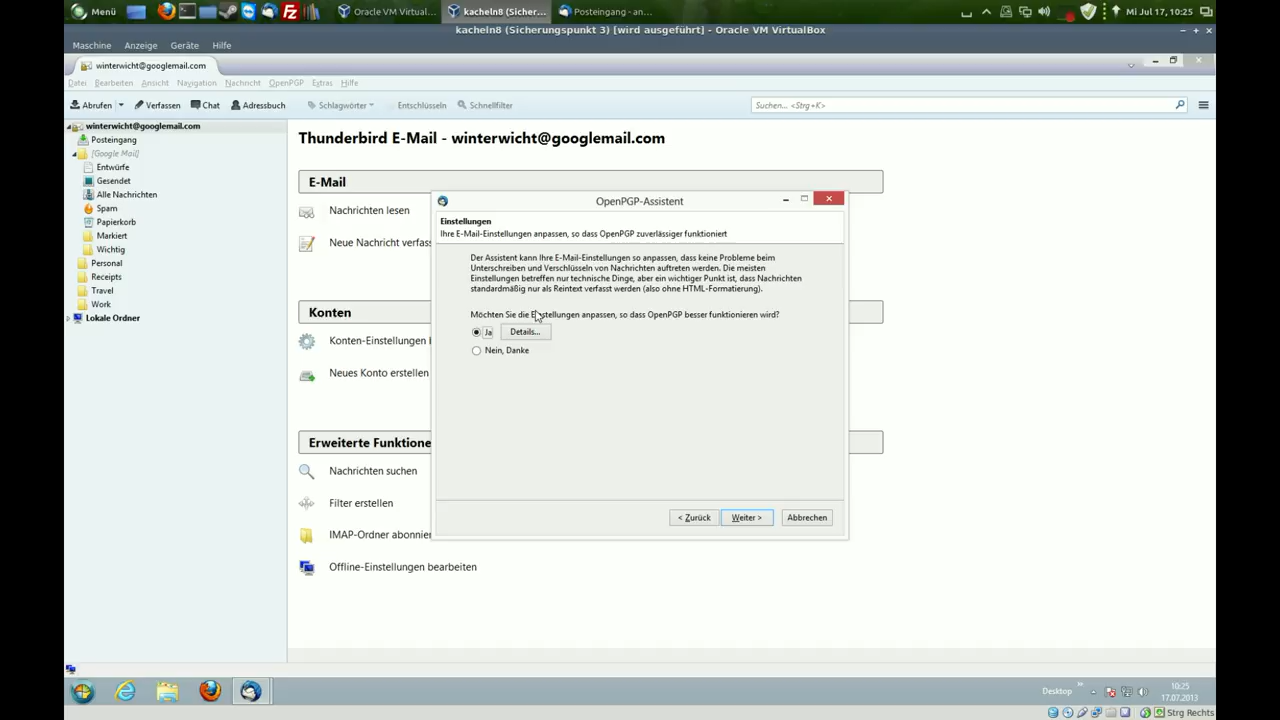 Menü
Oracle VM Virtual...
kacheln8 (Sicher...
Posteingang - an...
Mi Jul 17, 10:25
kacheln8 (Sicherungspunkt 3) [wird ausgeführt] - Oracle VM VirtualBox
Maschine Anzeige Geräte Hilfe
winterwicht@googlemail.com
Datei Bearbeiten Ansicht Navigation Nachricht OpenPGP Extras Hilfe
Abrufen Verfassen Chat Adressbuch Schlagwörter Entschlüseln Schnellfilter Suchen... <Strg+K>
winterwicht@googlemail.com
Posteingang
[Google Mail]
Entwürfe
Gesendet
Alle Nachrichten
Spam
Papierkorb
Markiert
Wichtig
Personal
Receipts
Travel
Work
Lokale Ordner
Thunderbird E-Mail - winterwicht@googlemail.com
E-Mail
Nachrichten lesen
Neue Nachricht verfass
Konten
Konten-Einstellungen b
Neues Konto erstellen
Erweiterte Funktione
Nachrichten suchen
Filter erstellen
IMAP-Ordner abonnier
Offline-Einstellungen bearbeiten
OpenPGP-Assistent
Einstellungen
Ihre E-Mail-Einstellungen anpassen, so dass OpenPGP zuverlässiger funktioniert
Der Assistent kann Ihre E-Mail-Einstellungen so anpassen, dass keine Probleme beim
Unterschreiben und Verschlüsseln von Nachrichten auftreten werden. Die meisten
Einstellungen betreffen nur technische Dinge, aber ein wichtiger Punkt ist, dass Nachrichten
standardmäßig nur als Reintext verfasst werden (also ohne HTML-Formatierung).
Möchten Sie die Einstellungen anpassen, so dass OpenPGP besser funktionieren wird?
Ja Details...
Nein, Danke
< Zurück Weiter > Abbrechen
Desktop
10:25
17.07.2013
Strg Rechts